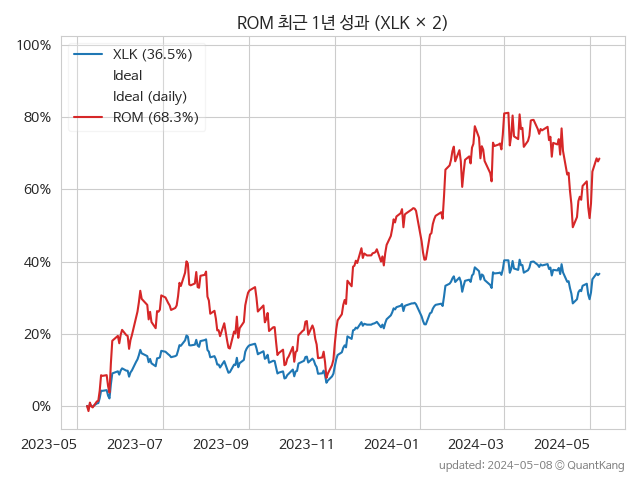 ROM 최근 1년 성과 (XLK × 2)
XLK (36.5%)
Ideal
Ideal (daily)
ROM (68.3%)
100%
80%
60%
40%
20%
0%
2023-05 2023-07 2023-09 2023-11 2024-01 2024-03 2024-05
updated: 2024-05-08 © QuantKang